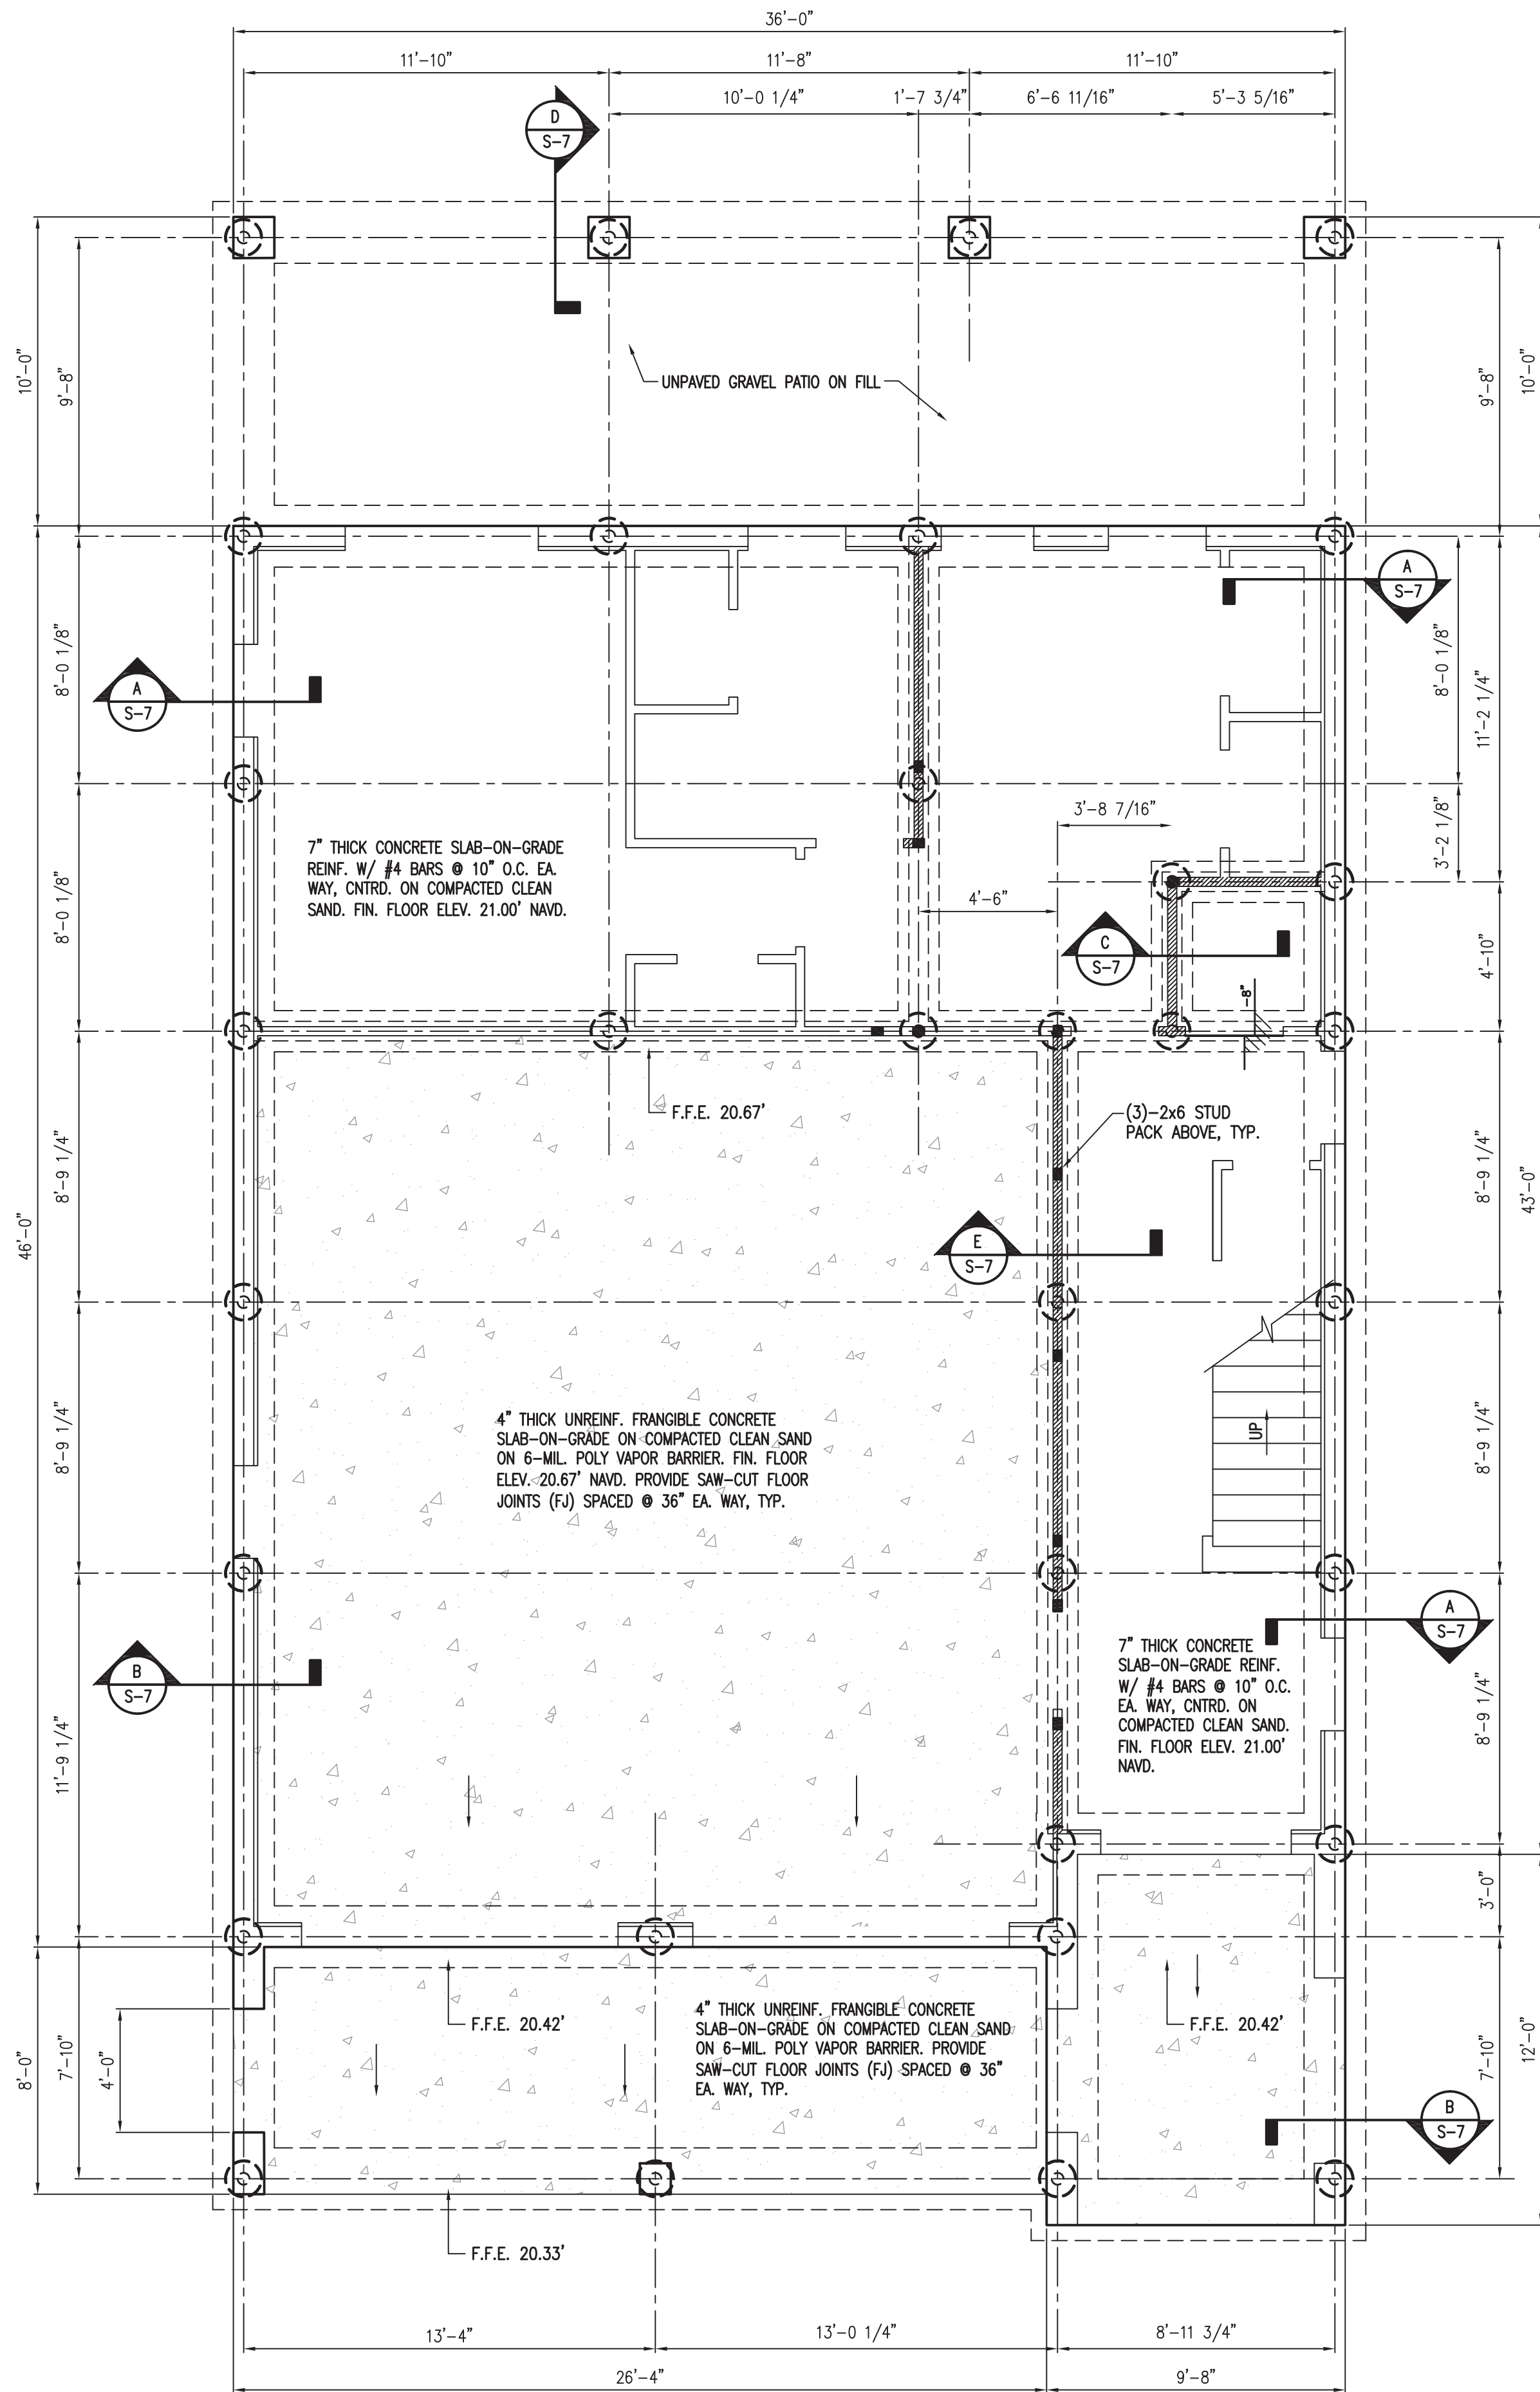 36'-0"
11'-10"
11'-8"
11'-10"
10'-0 1/4"
1'-7 3/4"
6'-6 11/16"
5'-3 5/16"
D
S-7
10'-0"
9'-8"
9'-8"
10'-0"
UNPAVED GRAVEL PATIO ON FILL
A
S-7
8'-0 1/8"
8'-0 1/8"
11'-2 1/4"
A
S-7
3'-8 7/16"
3'-2 1/8"
7" THICK CONCRETE SLAB-ON-GRADE
REINF. W/ #4 BARS @ 10" O.C. EA.
WAY, CNTRD. ON COMPACTED CLEAN
SAND. FIN. FLOOR ELEV. 21.00' NAVD.
8'-0 1/8"
4'-6"
C
S-7
4'-10"
-8"
F.F.E. 20.67'
(3)-2x6 STUD
PACK ABOVE, TYP.
8'-9 1/4"
8'-9 1/4"
46'-0"
43'-0"
E
S-7
8'-9 1/4"
8'-9 1/4"
UP
4" THICK UNREINF. FRANGIBLE CONCRETE
SLAB-ON-GRADE ON COMPACTED CLEAN SAND
ON 6-MIL. POLY VAPOR BARRIER. FIN. FLOOR
ELEV. 20.67' NAVD. PROVIDE SAW-CUT FLOOR
JOINTS (FJ) SPACED @ 36" EA. WAY, TYP.
A
S-7
7" THICK CONCRETE
SLAB-ON-GRADE REINF.
W/ #4 BARS @ 10" O.C.
EA. WAY, CNTRD. ON
COMPACTED CLEAN SAND.
FIN. FLOOR ELEV. 21.00'
NAVD.
B
S-7
11'-9 1/4"
8'-9 1/4"
3'-0"
F.F.E. 20.42'
4" THICK UNREINF. FRANGIBLE CONCRETE
SLAB-ON-GRADE ON COMPACTED CLEAN SAND
ON 6-MIL. POLY VAPOR BARRIER. PROVIDE
SAW-CUT FLOOR JOINTS (FJ) SPACED @ 36"
EA. WAY, TYP.
F.F.E. 20.42'
8'-0"
7'-10"
4'-0"
7'-10"
12'-0"
B
S-7
F.F.E. 20.33'
13'-4"
13'-0 1/4"
8'-11 3/4"
26'-4"
9'-8"